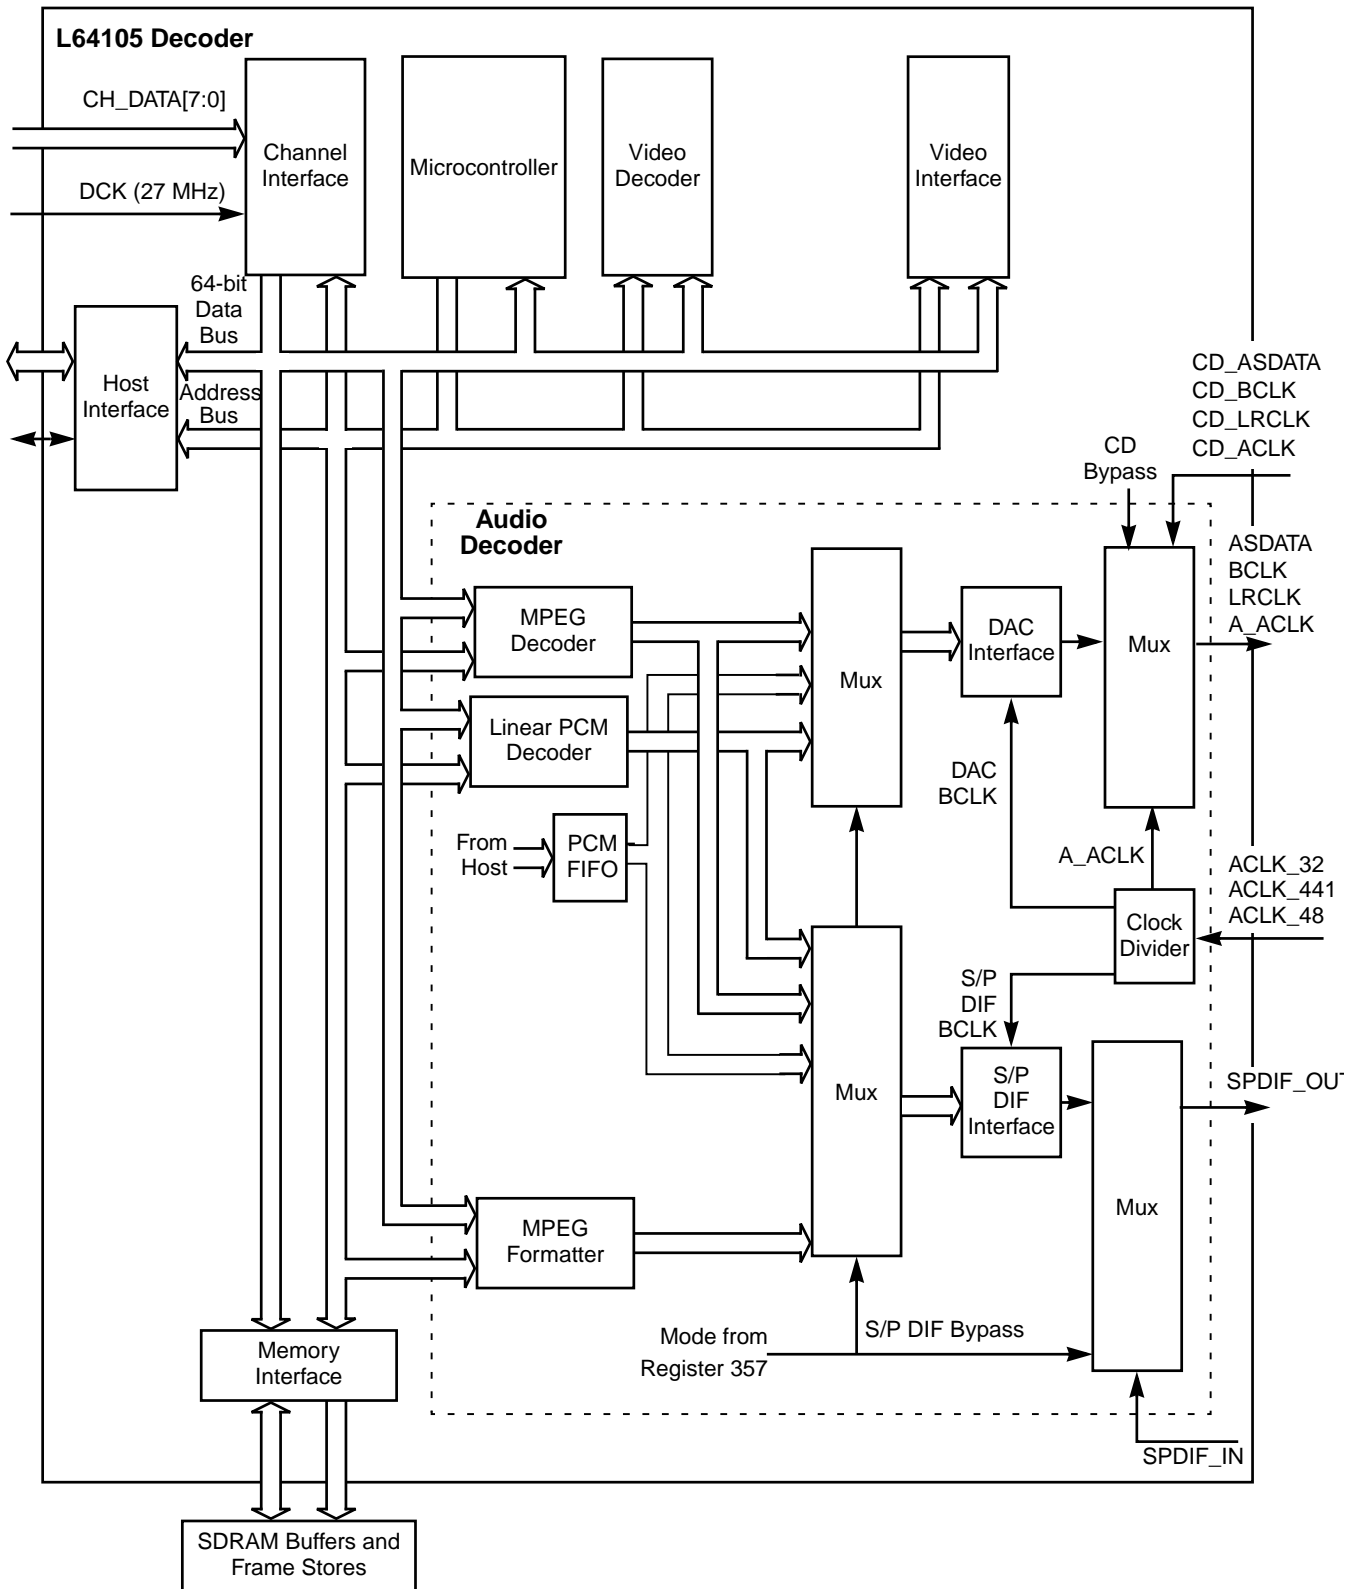 L64105 Decoder
CH_DATA[7:0]
DCK (27 MHz)
Channel
Interface
Microcontroller
Video
Decoder
Video
Interface
64-bit
Data
Bus
Host
Interface
Address
Bus
CD_ASDATA
CD_BCLK
CD_LRCLK
CD_ACLK
CD
Bypass
Audio
Decoder
ASDATA
BCLK
LRCLK
A_ACLK
MPEG
Decoder
Mux
DAC
Interface
Mux
Linear PCM
Decoder
DAC
BCLK
From
Host
PCM
FIFO
A_ACLK
ACLK_32
ACLK_441
ACLK_48
Clock
Divider
S/P
DIF
BCLK
Mux
S/P
DIF
Interface
SPDIF_OUT
Mux
MPEG
Formatter
Mode from
Register 357
S/P DIF Bypass
Memory
Interface
SPDIF_IN
SDRAM Buffers and
Frame Stores